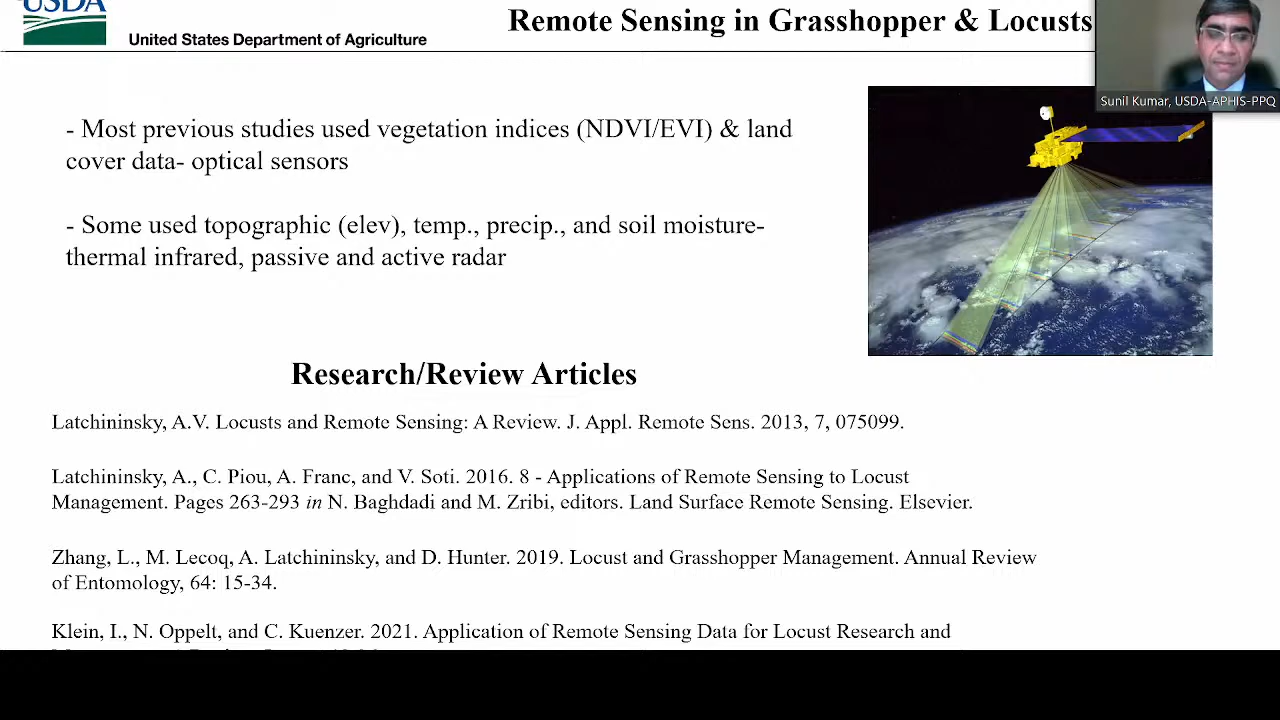 USDA
United States Department of Agriculture
Remote Sensing in Grasshopper & Locusts
Sunil Kumar, USDA-APHIS-PPQ
- Most previous studies used vegetation indices (NDVI/EVI) & land
cover data- optical sensors
- Some used topographic (elev), temp., precip., and soil moisture-
thermal infrared, passive and active radar
Research/Review Articles
Latchininsky, A.V. Locusts and Remote Sensing: A Review. J. Appl. Remote Sens. 2013, 7, 075099.
Latchininsky, A., C. Piou, A. Franc, and V. Soti. 2016. 8 - Applications of Remote Sensing to Locust
Management. Pages 263-293 in N. Baghdadi and M. Zribi, editors. Land Surface Remote Sensing. Elsevier.
Zhang, L., M. Lecoq, A. Latchininsky, and D. Hunter. 2019. Locust and Grasshopper Management. Annual Review
of Entomology, 64: 15-34.
Klein, I., N. Oppelt, and C. Kuenzer. 2021. Application of Remote Sensing Data for Locust Research and